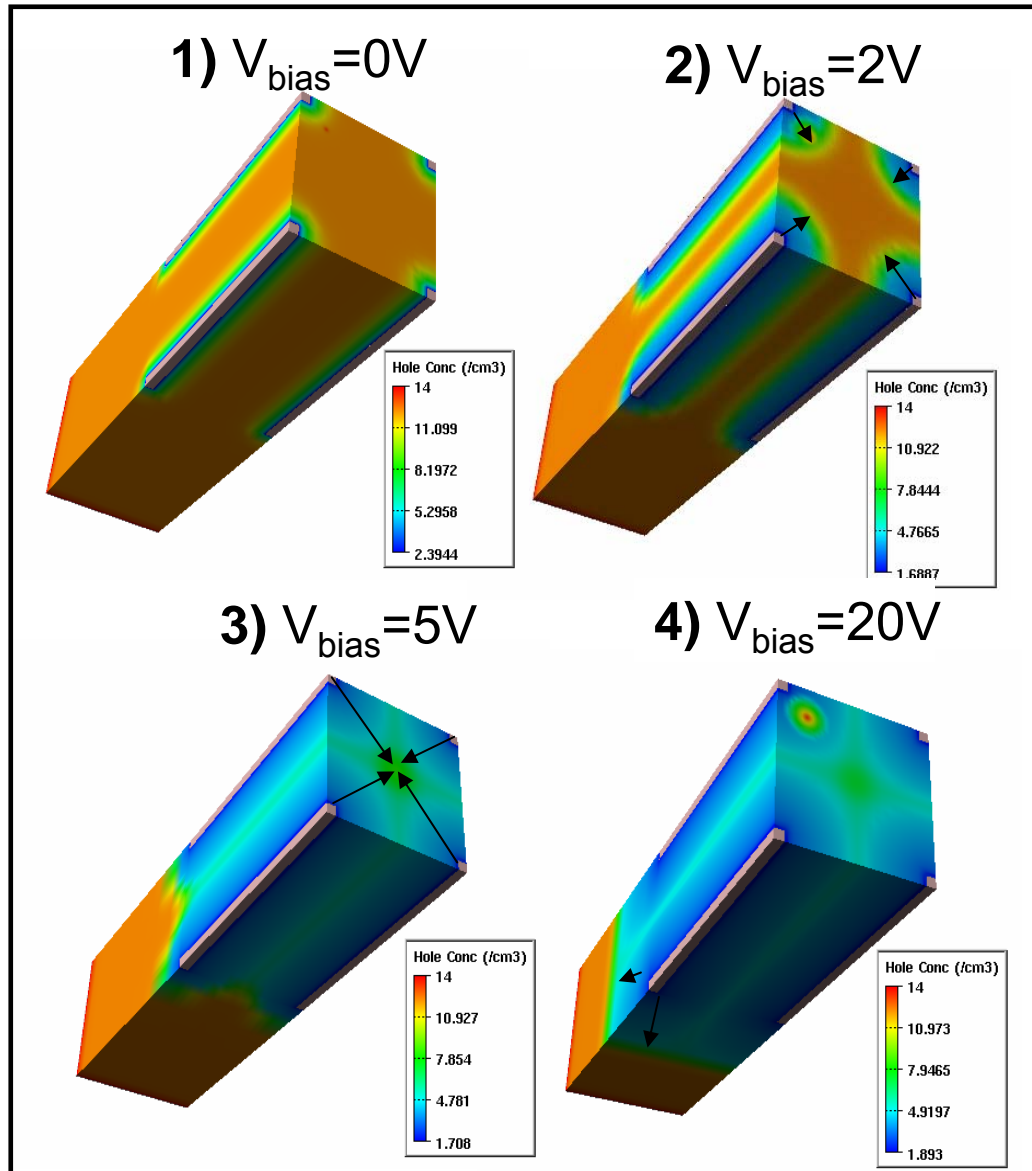 1) Vbias=0V
2) Vbias=2V
Hole Conc (/cm3)
14
11.099
8.1972
5.2958
2.3944
Hole Conc (/cm3)
14
10.922
7.8444
4.7665
1.6887
3) Vbias=5V
4) Vbias=20V
Hole Conc (/cm3)
14
10.927
7.854
4.781
1.708
Hole Conc (/cm3)
14
10.973
7.9465
4.9197
1.893